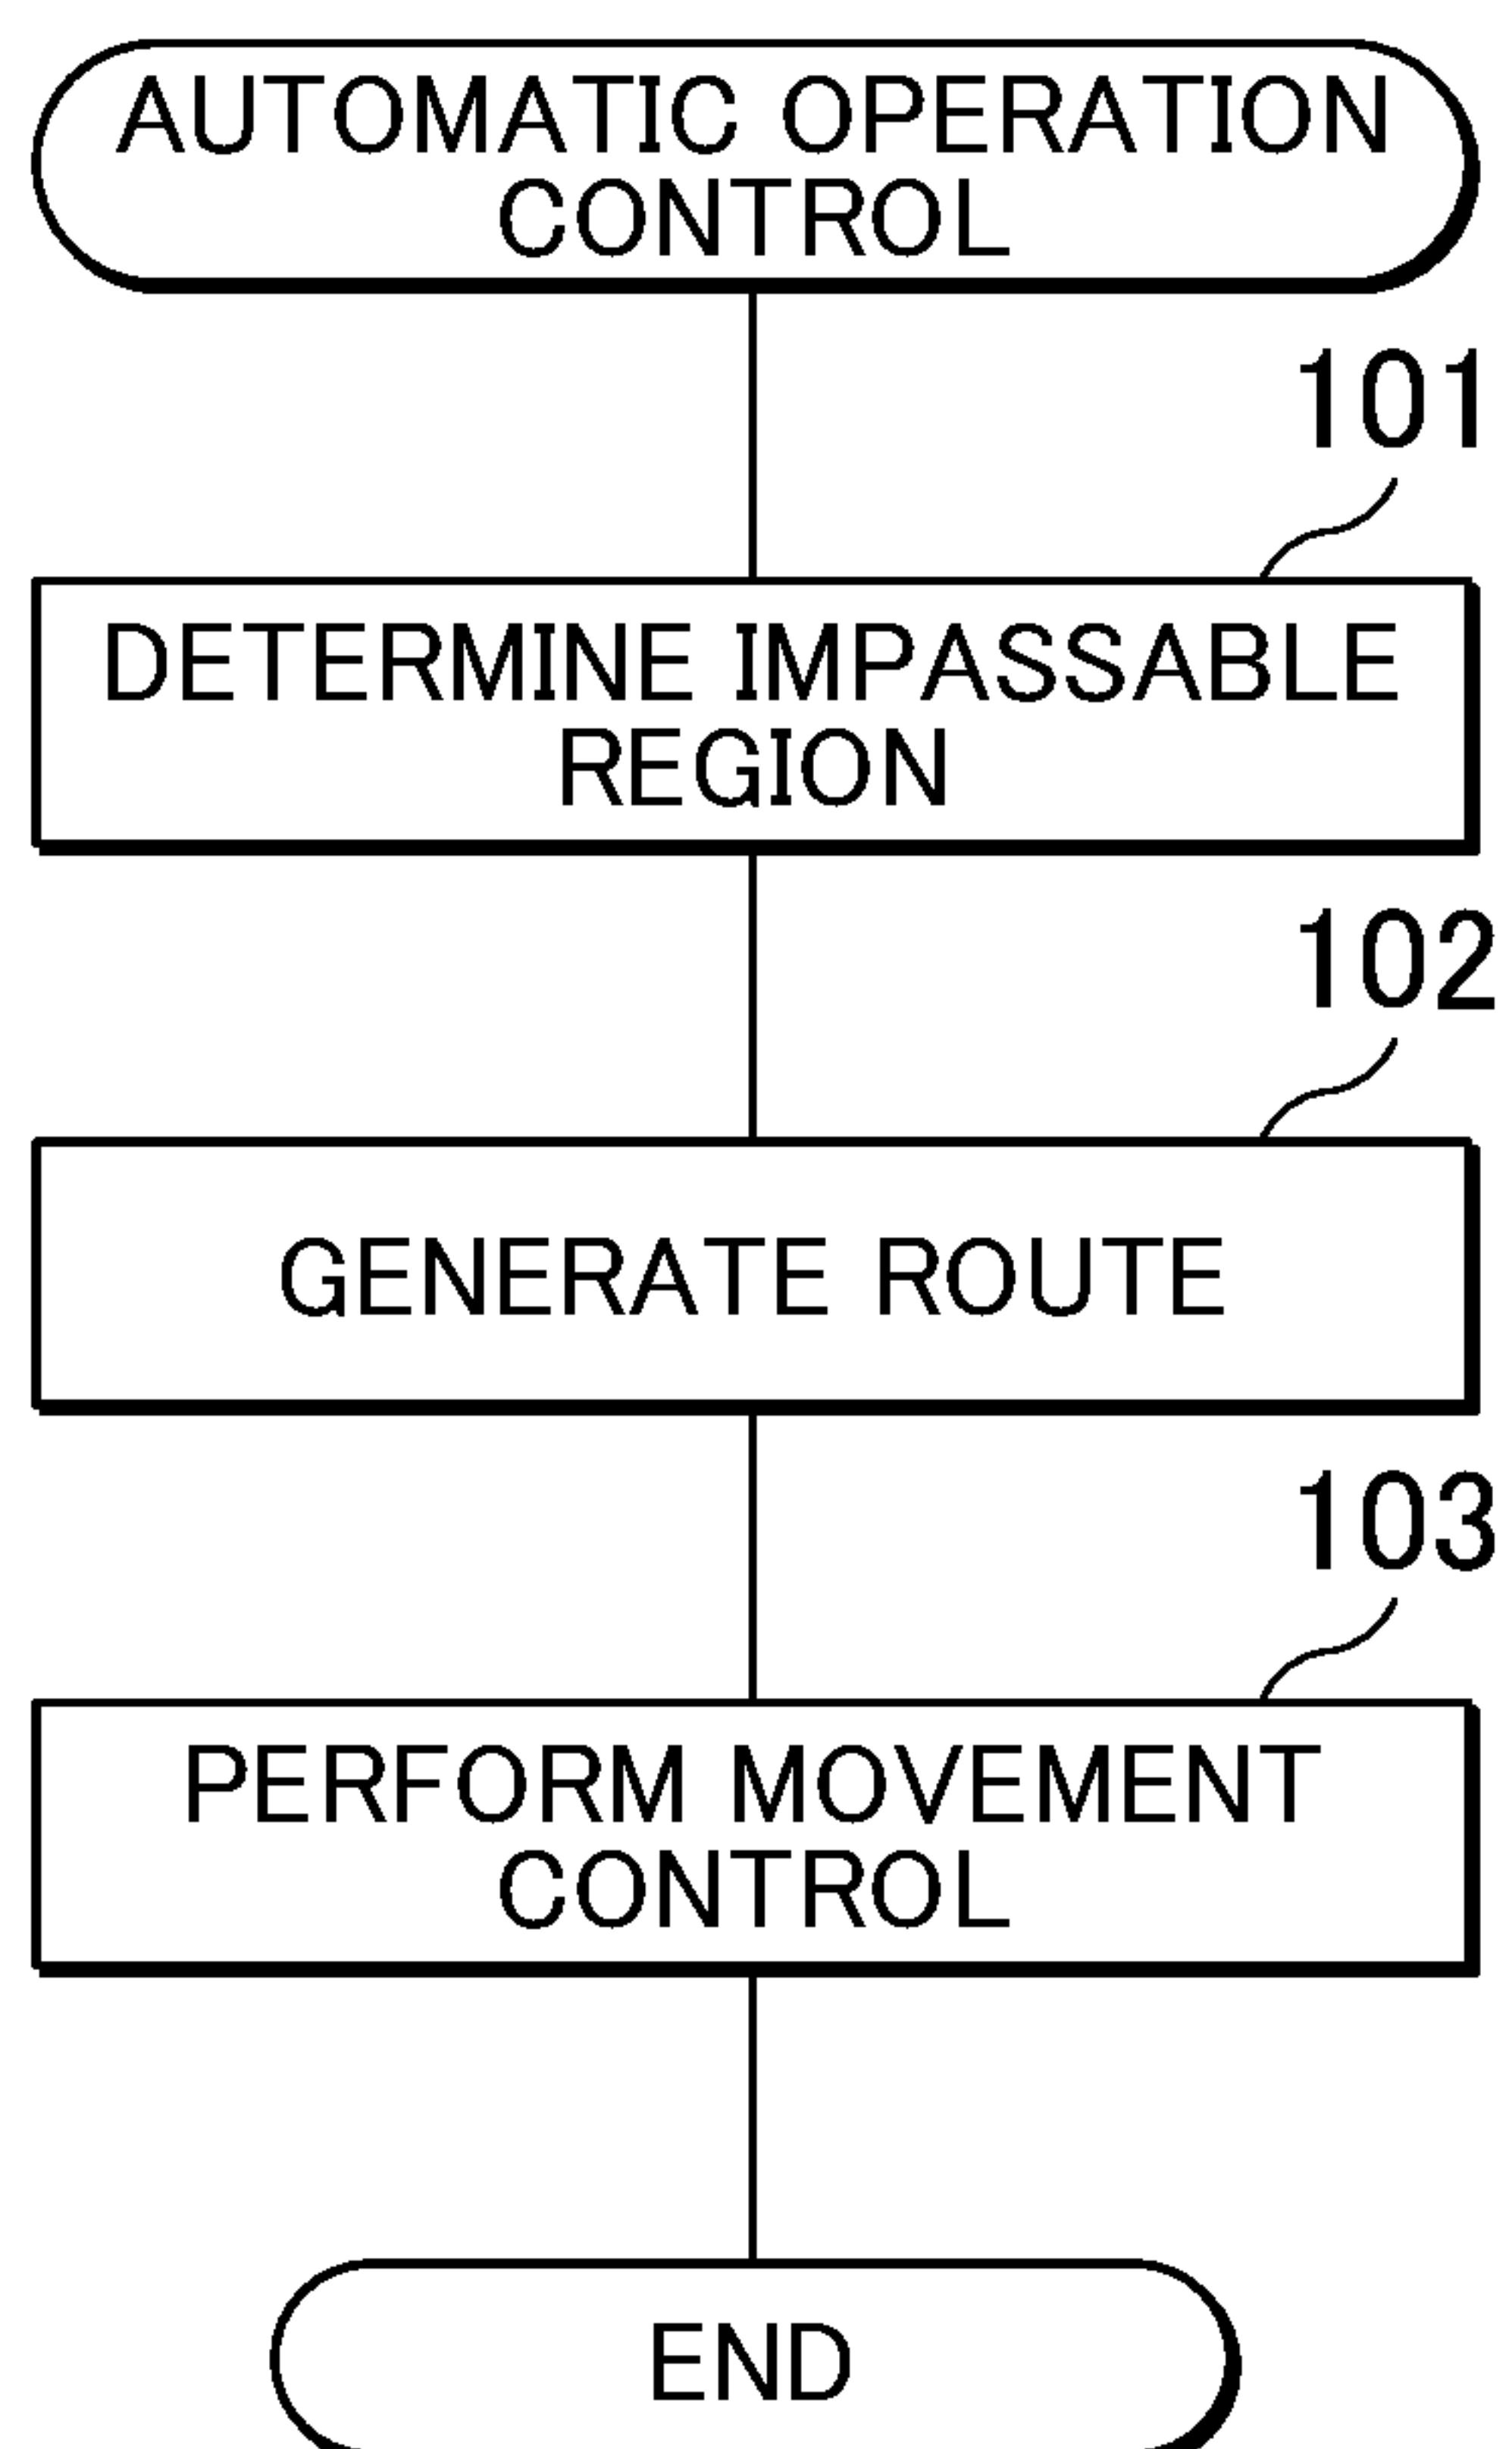 AUTOMATIC OPERATION
CONTROL
101
DETERMINE IMPASSABLE
REGION
102
GENERATE ROUTE
103
PERFORM MOVEMENT
CONTROL
END